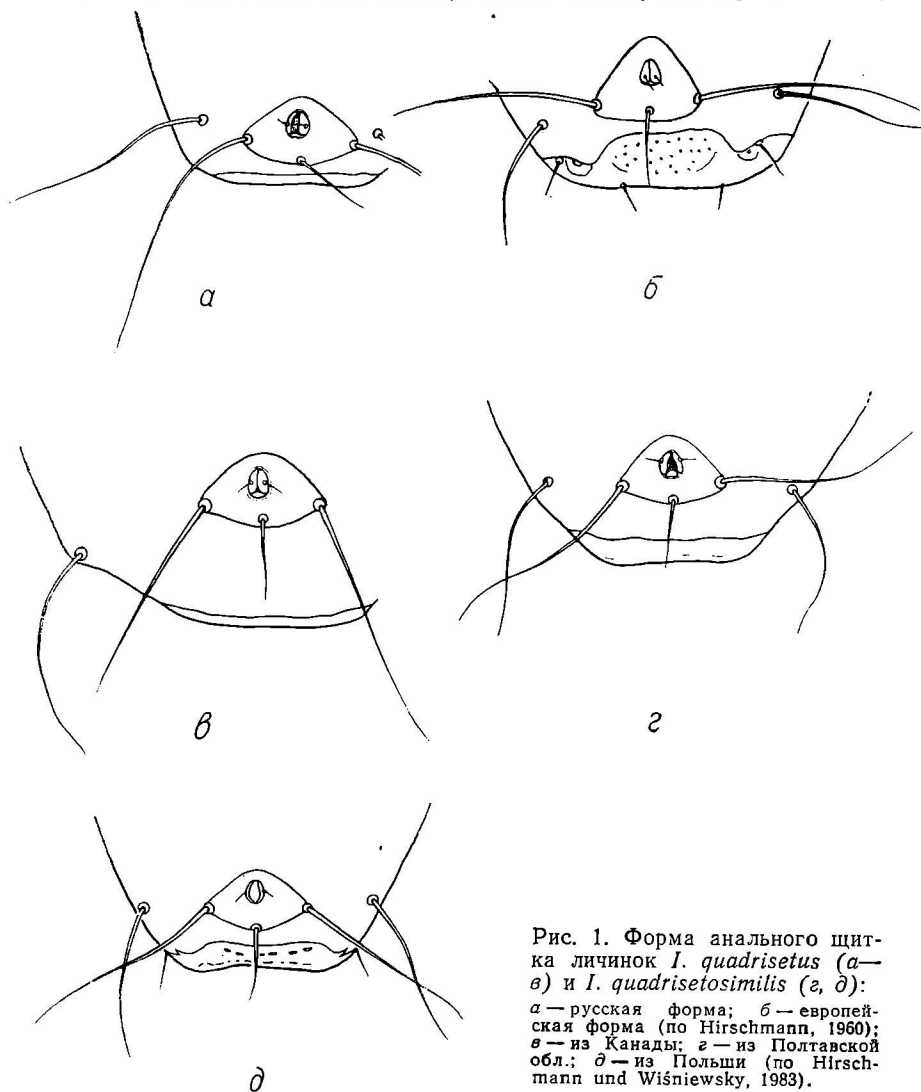 а
б
в
г
д
Рис. 1. Форма анального щит-
ка личинок I. quadrisetus (а—
в) и I. quadrisetosimilis (г, д):
а — русская форма; б — европей-
ская форма (по Hirschmann, 1960);
в — из Канады; г — из Полтавской
обл.; д — из Польши (по Hirsch-
mann und Wiśniewsky, 1983).